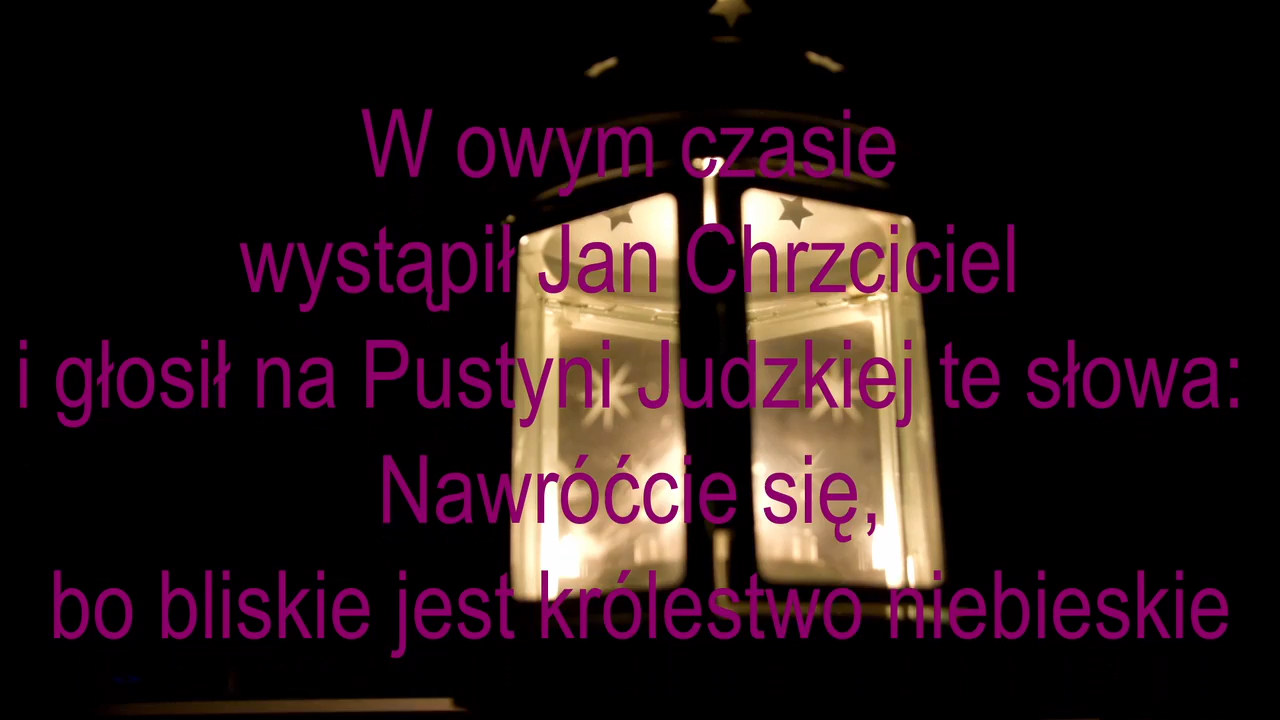 W owym czasie
wystąpił Jan Chrzciciel
i głosił na Pustyni Judzkiej te słowa:
Nawróćcie się,
bo bliskie jest królestwo niebieskie